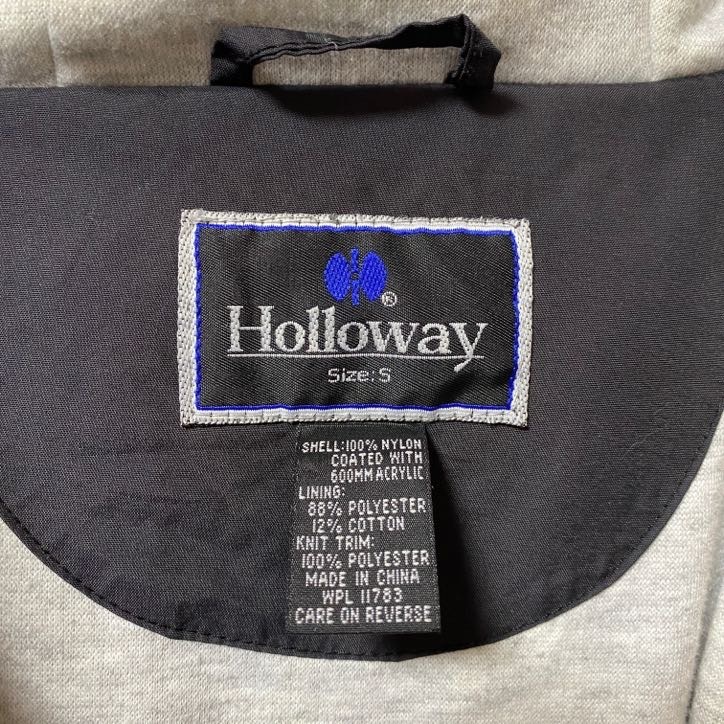 ®
Holloway
Size: S
SHELL:100% NYLON
COATED WITH
600MM ACRYLIC
LINING:
88% POLYESTER
12% COTTON
KNIT TRIM:
100% POLYESTER
MADE IN CHINA
WPL 11783
CARE ON REVERSE